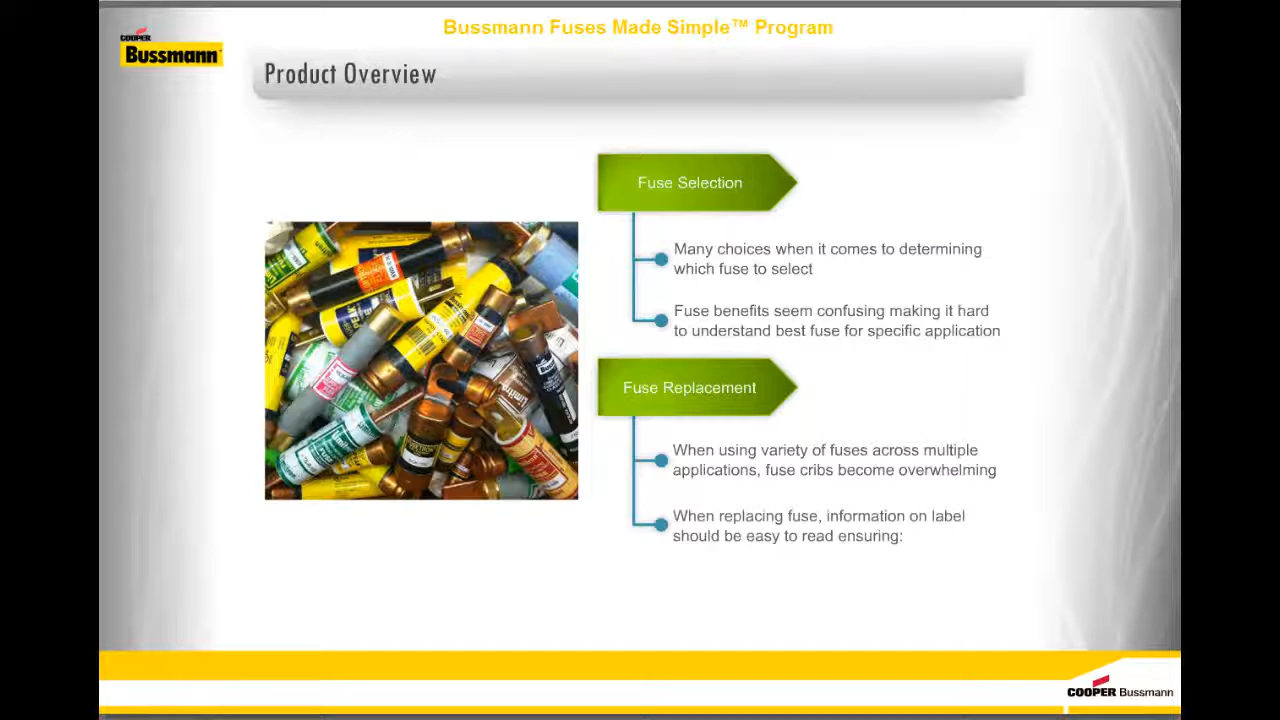 Bussmann Fuses Made Simple™ Program
COOPER
Bussmann
Product Overview
Fuse Selection
Many choices when it comes to determining
which fuse to select
Fuse benefits seem confusing making it hard
to understand best fuse for specific application
Bussmann
Limitron
Fuse Replacement
When using variety of fuses across multiple
applications, fuse cribs become overwhelming
When replacing fuse, information on label
should be easy to read ensuring:
COOPER Bussmann